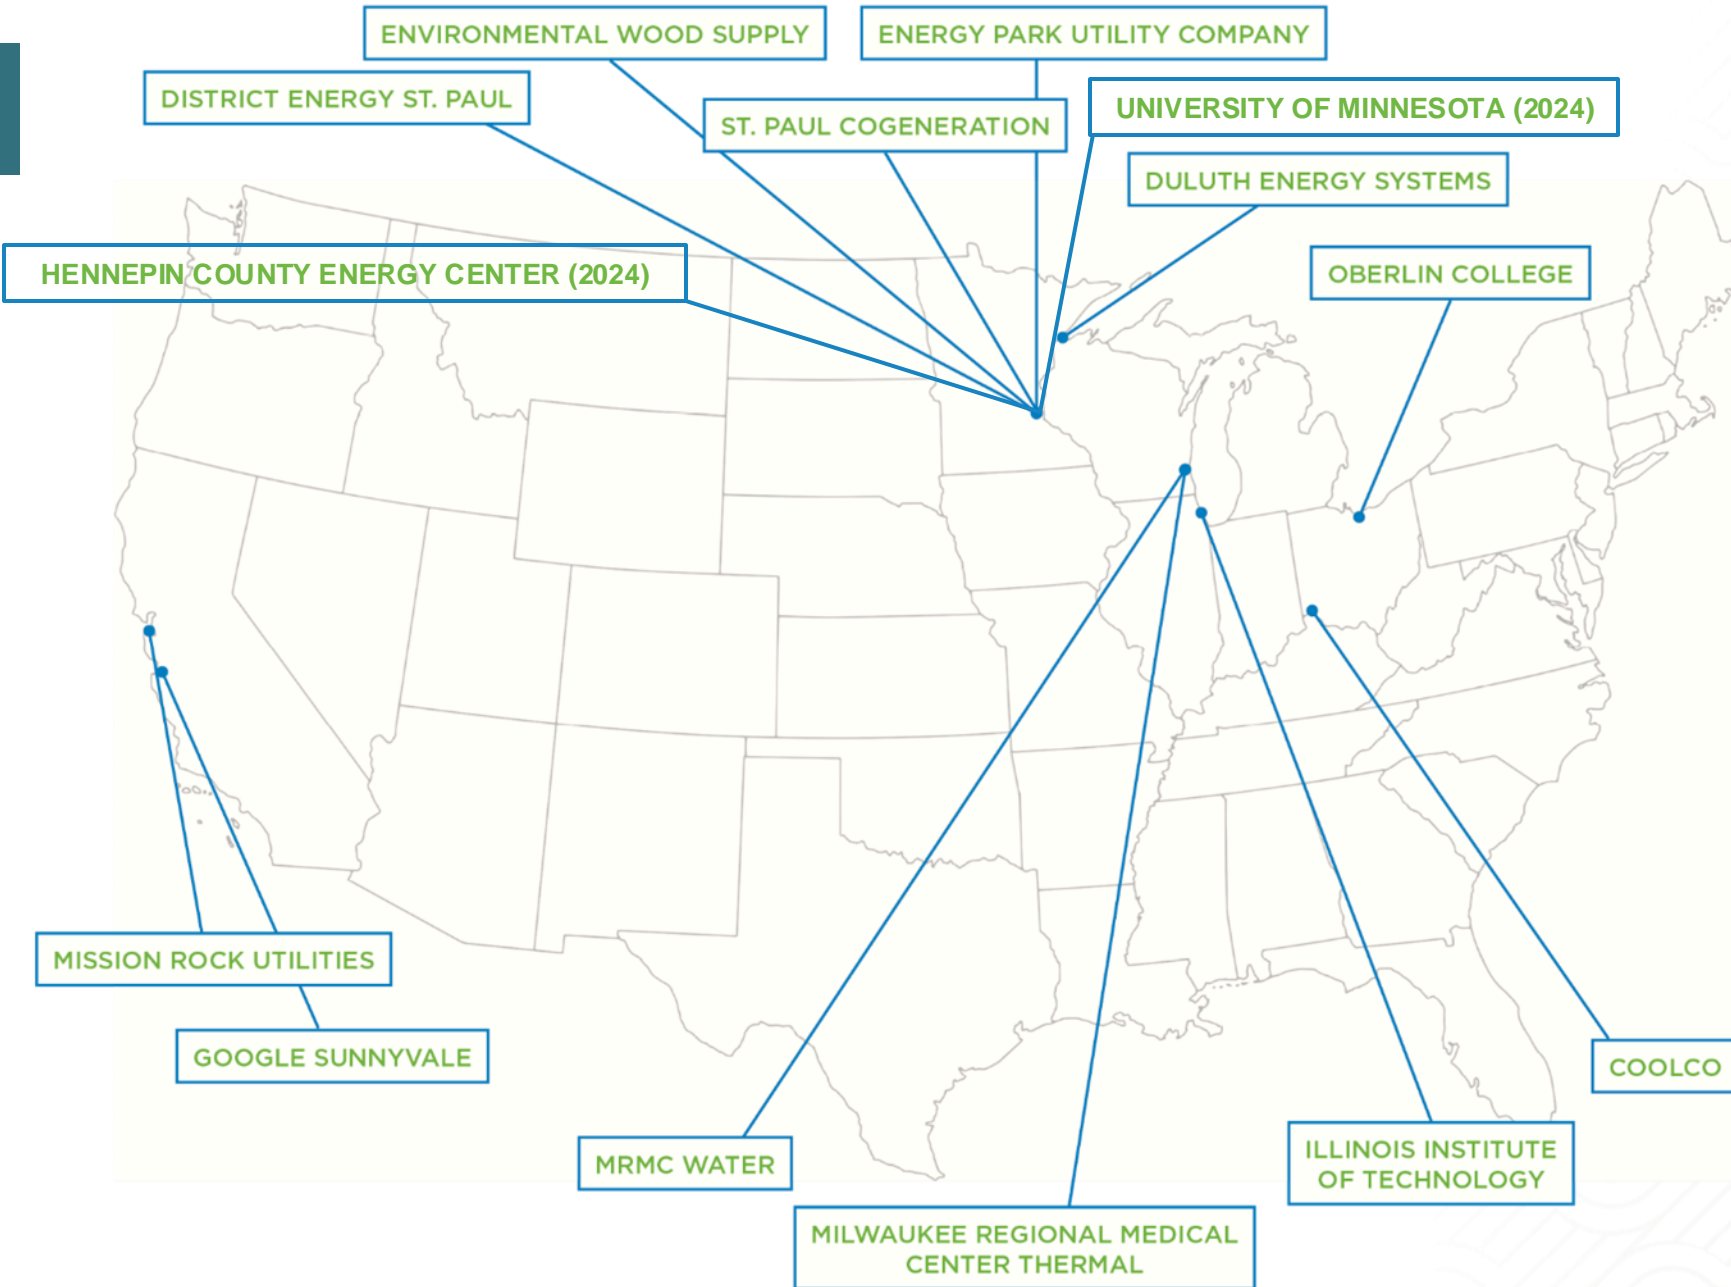 ENVIRONMENTAL WOOD SUPPLY
ENERGY PARK UTILITY COMPANY
DISTRICT ENERGY ST. PAUL
ST. PAUL COGENERATION
UNIVERSITY OF MINNESOTA (2024)
DULUTH ENERGY SYSTEMS
HENNEPIN COUNTY ENERGY CENTER (2024)
OBERLIN COLLEGE
MISSION ROCK UTILITIES
GOOGLE SUNNYVALE
COOLCO
MRMC WATER
ILLINOIS INSTITUTE
OF TECHNOLOGY
MILWAUKEE REGIONAL MEDICAL
CENTER THERMAL